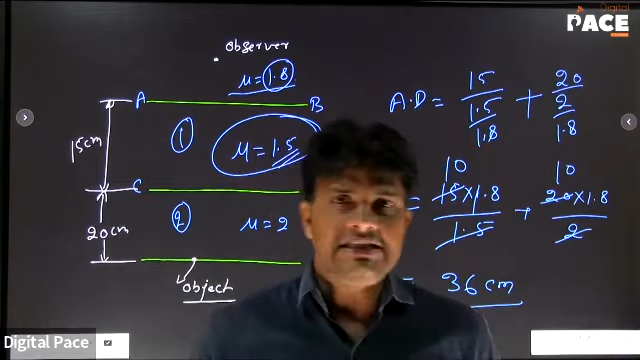 Digital
PACE
observer
μ = 1.8
A
B
15cm
①
μ = 1.5
C
20cm
②
μ = 2
object
A.D = 15/(1.5/1.8) + 20/(2/1.8)
10 10
= 15×1.8/1.5 + 20×1.8/2
= 36 cm
Digital Pace